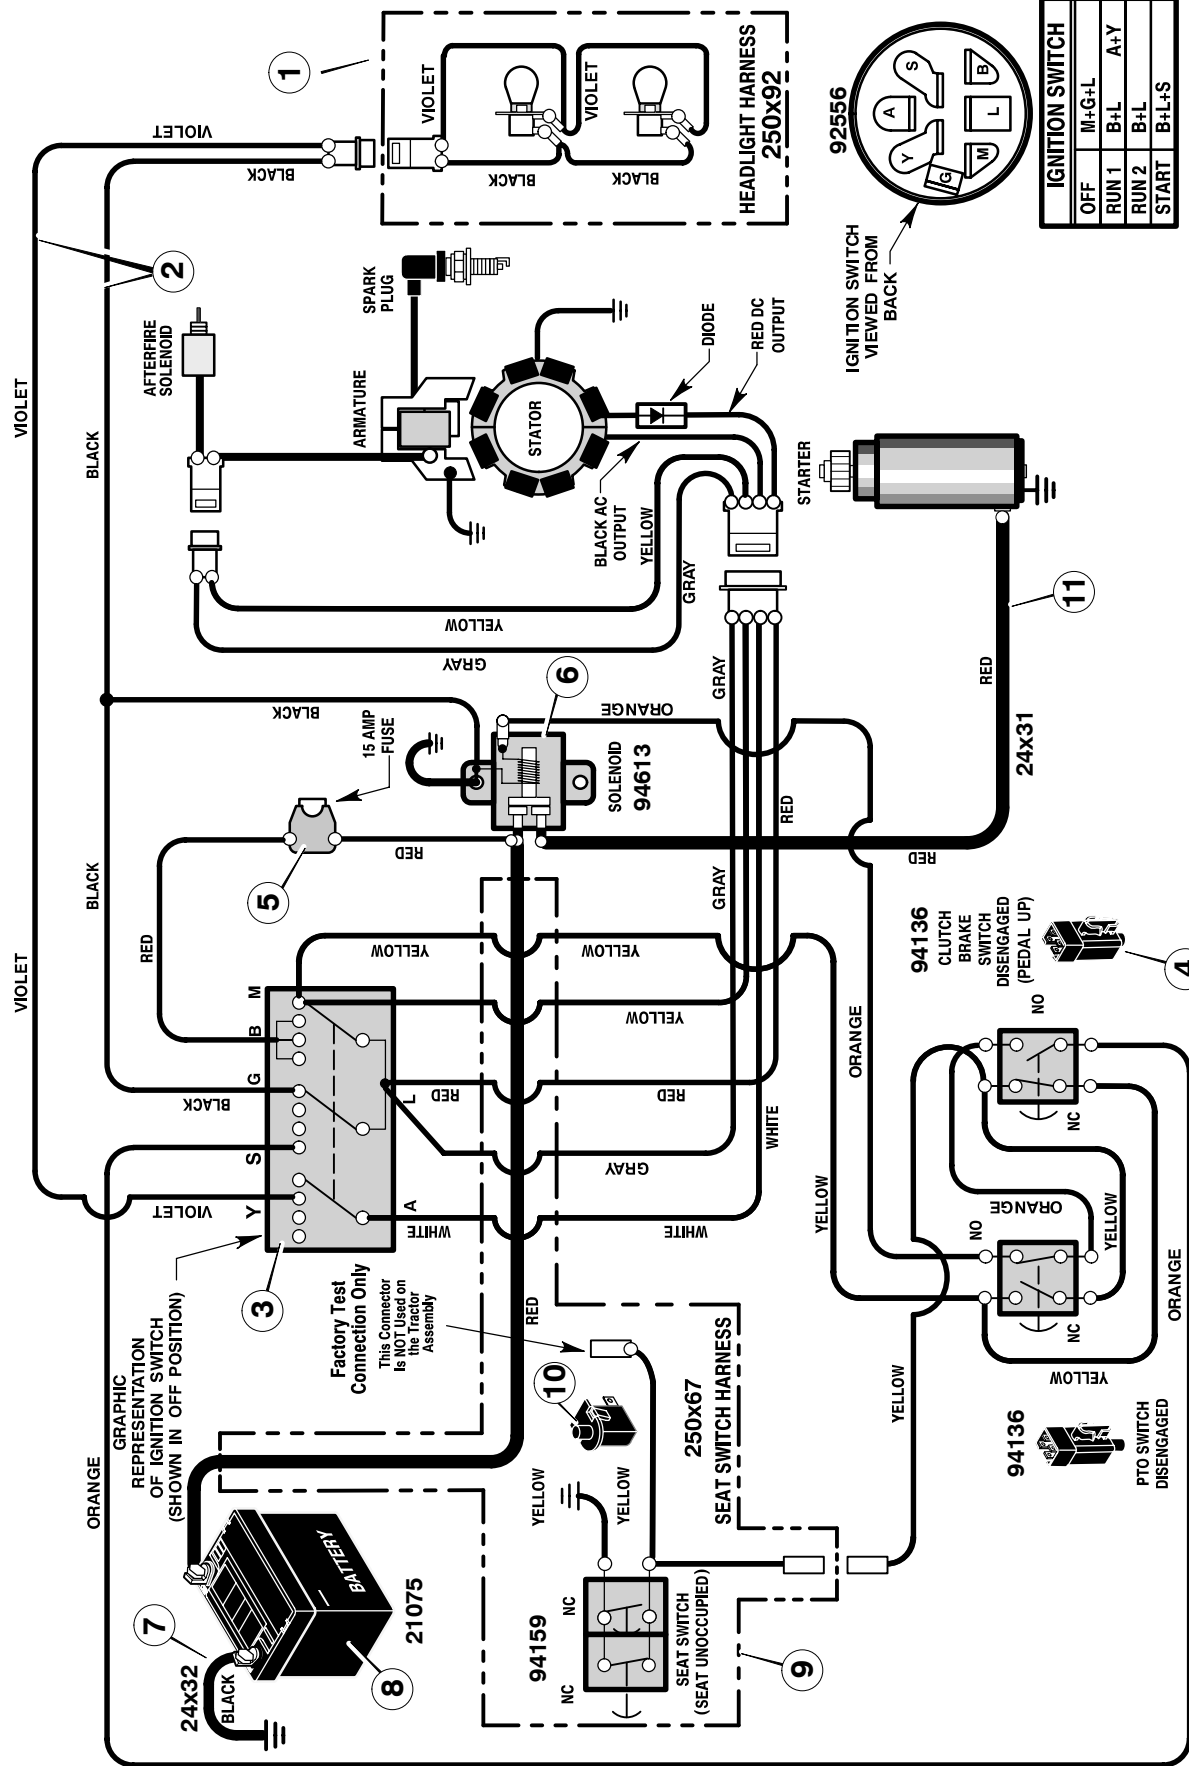 VIOLET
VIOLET
VIOLET
BLACK
BLACK
BLACK
1
2
HEADLIGHT HARNESS
250x92
VIOLET
VIOLET
BLACK
BLACK
AFTERFIRE
SOLENOID
ARMATURE
SPARK
PLUG
STATOR
DIODE
RED DC
OUTPUT
BLACK AC
OUTPUT
YELLOW
GRAY
YELLOW
GRAY
92556
A
S
Y
B
L
M
G
IGNITION SWITCH
VIEWED FROM
BACK
IGNITION SWITCH
OFF M+G+L
RUN 1 B+L A+Y
RUN 2 B+L
START B+L+S
STARTER
11
RED
24x31
RED
15 AMP
FUSE
5
BLACK
RED
RED
6
SOLENOID
94613
ORANGE
GRAY
GRAY
RED
M
B
G
S
Y
L
A
BLACK
VIOLET
YELLOW
YELLOW
YELLOW
RED
RED
GRAY
WHITE
WHITE
WHITE
3
GRAPHIC
REPRESENTATION
OF IGNITION SWITCH
(SHOWN IN OFF POSITION)
Factory Test
Connection Only
This Connector
Is NOT Used on
the Tractor
Assembly
RED
ORANGE
7
24x32
BLACK
BATTERY
21075
8
10
250x67
SEAT SWITCH HARNESS
YELLOW
YELLOW
94159
NC
NC
SEAT SWITCH
(SEAT UNOCCUPIED)
9
94136
CLUTCH
BRAKE
SWITCH
DISENGAGED
(PEDAL UP)
4
NO
NC
ORANGE
YELLOW
ORANGE
YELLOW
NO
NC
ORANGE
YELLOW
YELLOW
94136
PTO SWITCH
DISENGAGED